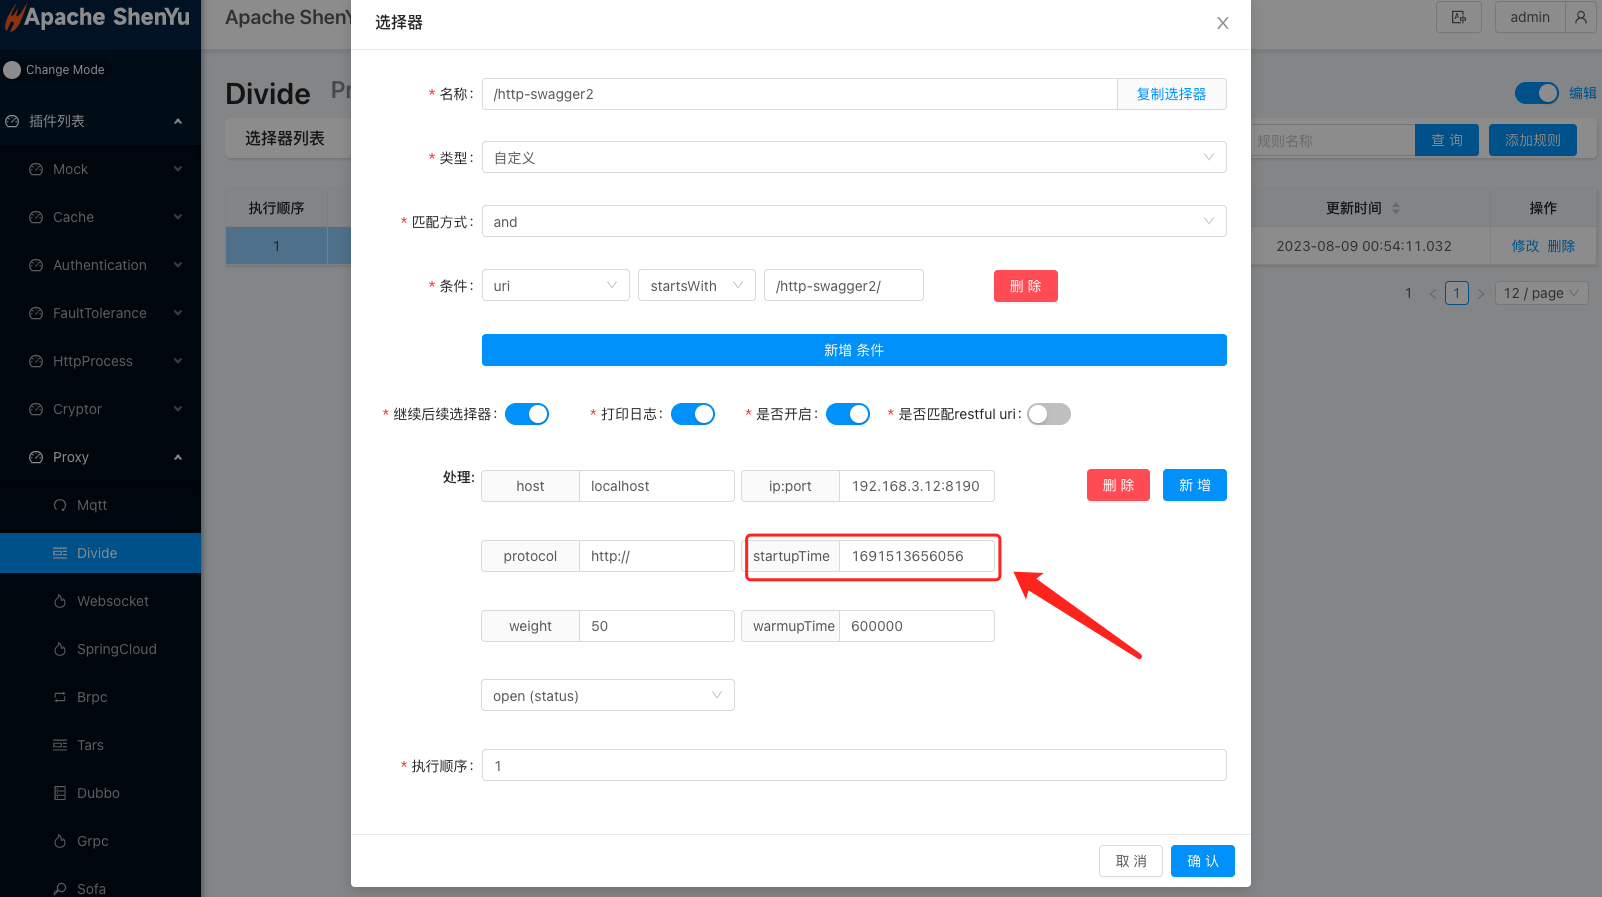 Apache ShenYu
Change Mode
插件列表
Mock
Cache
Authentication
FaultTolerance
HttpProcess
Cryptor
Proxy
Mqtt
Divide
Websocket
SpringCloud
Brpc
Tars
Dubbo
Grpc
Sofa
Apache ShenY
admin
Divide Pr
编辑
选择器列表
规则名称 查 询 添加规则
执行顺序 更新时间 操作
1 2023-08-09 00:54:11.032 修改 删除
1 < 1 > 12 / page
选择器
* 名称: /http-swagger2 复制选择器
* 类型: 自定义
* 匹配方式: and
* 条件: uri startsWith /http-swagger2/ 删 除
新增 条件
* 继续后续选择器: * 打印日志: * 是否开启: * 是否匹配restful uri:
处理: host localhost ip:port 192.168.3.12:8190 删 除 新 增
protocol http:// startupTime 1691513656056
weight 50 warmupTime 600000
open (status)
* 执行顺序: 1
取 消 确 认